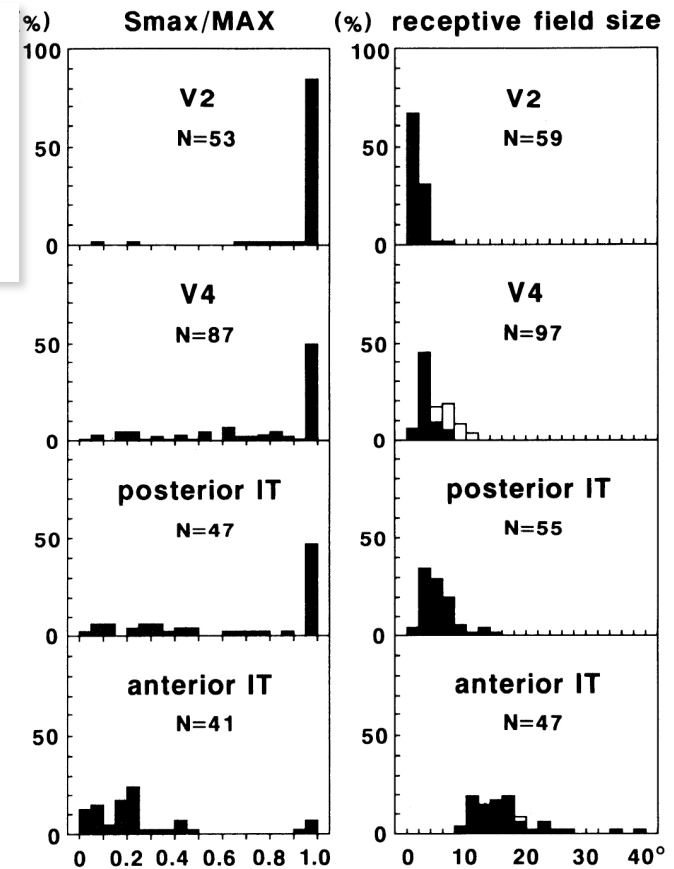 %) Smax/MAX (%) receptive field size
100 100
V2 V2
N=53 N=59
50 50
0 0
V4 V4
N=87 N=97
50 50
0 0
posterior IT posterior IT
N=47 N=55
50 50
0 0
anterior IT anterior IT
N=41 N=47
50 50
0 0
0 0.2 0.4 0.6 0.8 1.0 0 10 20 30 40°